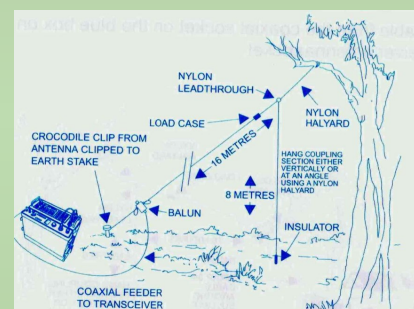 NYLON
LEADTHROUGH
LOAD CASE
NYLON
HALYARD
CROCODILE CLIP FROM
ANTENNA CLIPPED TO
EARTH STAKE
16 METRES
HANG COUPLING
SECTION EITHER
VERTICALLY OR
AT AN ANGLE
USING A NYLON
HALYARD
8 METRES
BALUN
INSULATOR
COAXIAL FEEDER
TO TRANSCEIVER